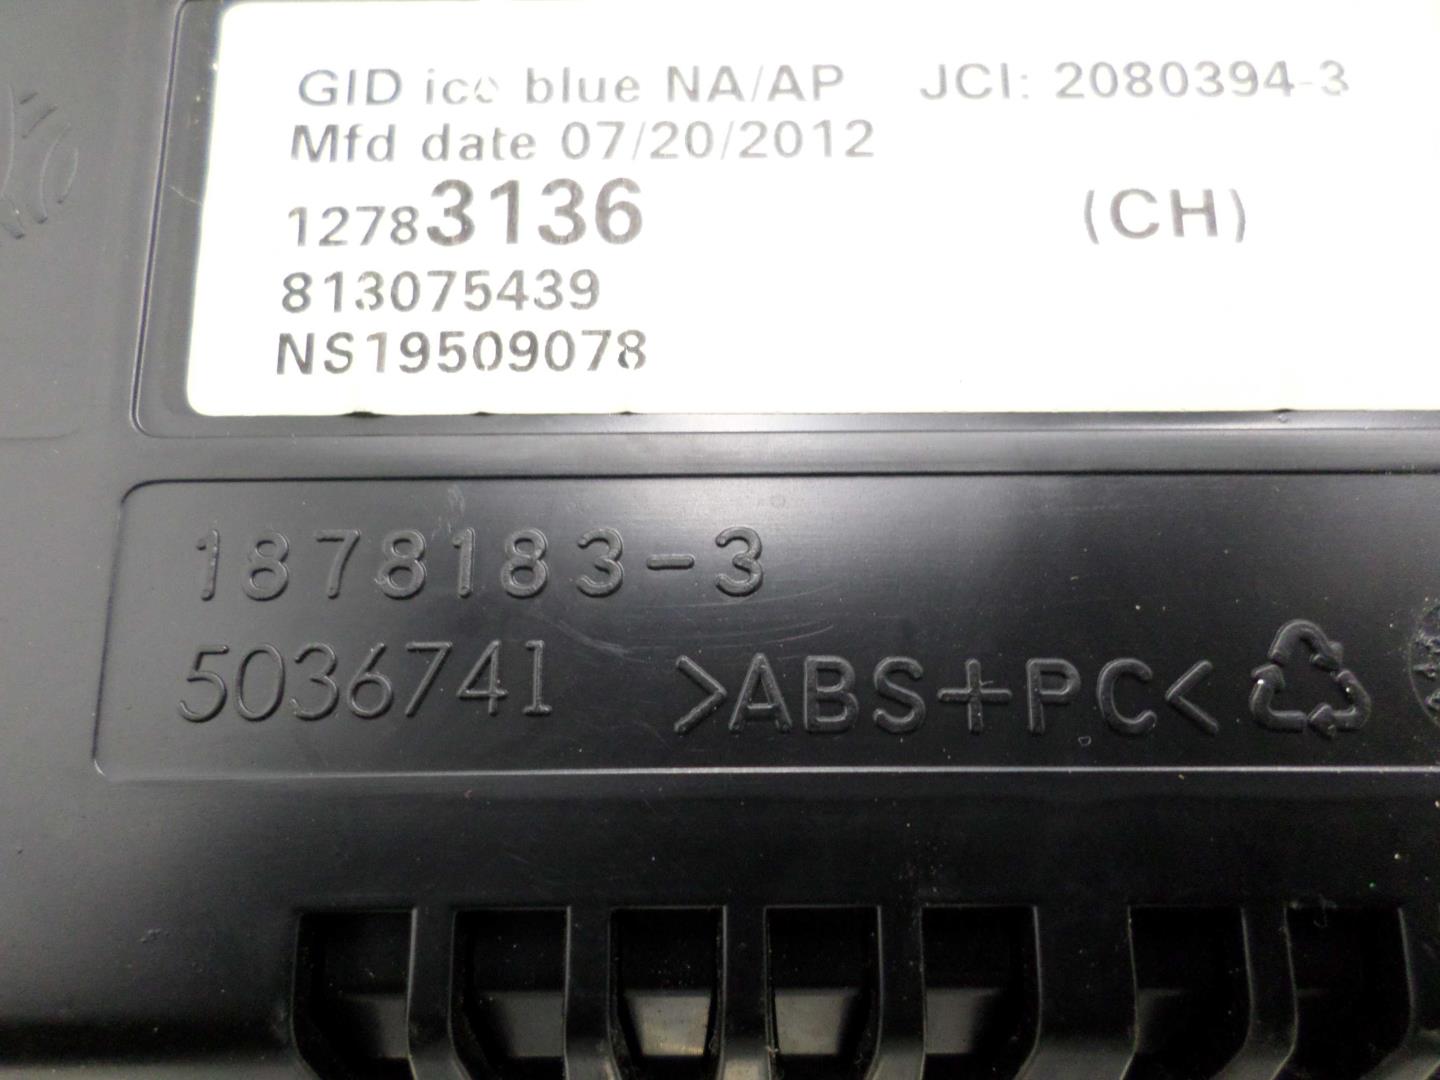 GID ice blue NA/AP JCI: 2080394-3
Mfd date 07/20/2012
12783136 (CH)
813075439
NS19509078
1878183-3
5036741 >ABS+PC<